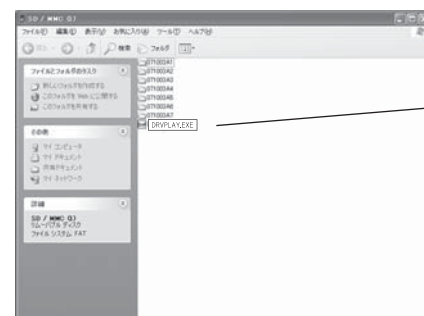 SD / MMC (I:)
ファイル(F) 編集(E) 表示(V) お気に入り(A) ツール(T) ヘルプ(H)
戻る 検索 フォルダ
ファイルとフォルダのタスク
新しいフォルダを作成する
このフォルダを Web に公開する
このフォルダを共有する
その他
マイ コンピュータ
マイ ドキュメント
共有ドキュメント
マイ ネットワーク
詳細
SD / MMC (I:)
リムーバブル ディスク
ファイル システム: FAT
071003A1
071003A2
071003A3
071003A4
071003A5
071003A6
071003A7
DRVPLAY.EXE